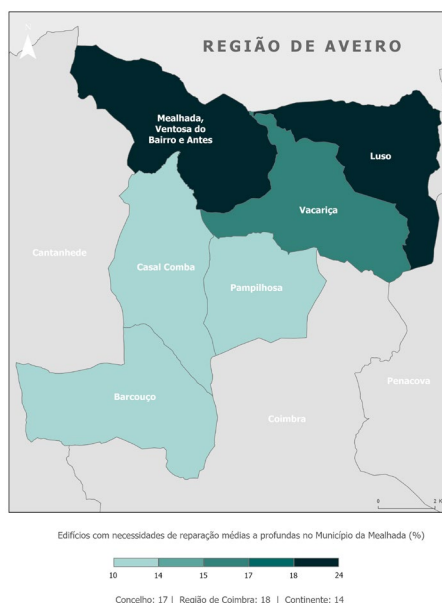 N
REGIÃO DE AVEIRO
Mealhada,
Ventosa do
Bairro e Antes
Luso
Vacariça
Cantanhede
Casal Comba
Pampilhosa
Penacova
Barcouço
Coimbra
0 2 K
Edifícios com necessidades de reparação médias a profundas no Município da Mealhada (%)
10 14 15 17 18 24
Concelho: 17 | Região de Coimbra: 18 | Continente: 14